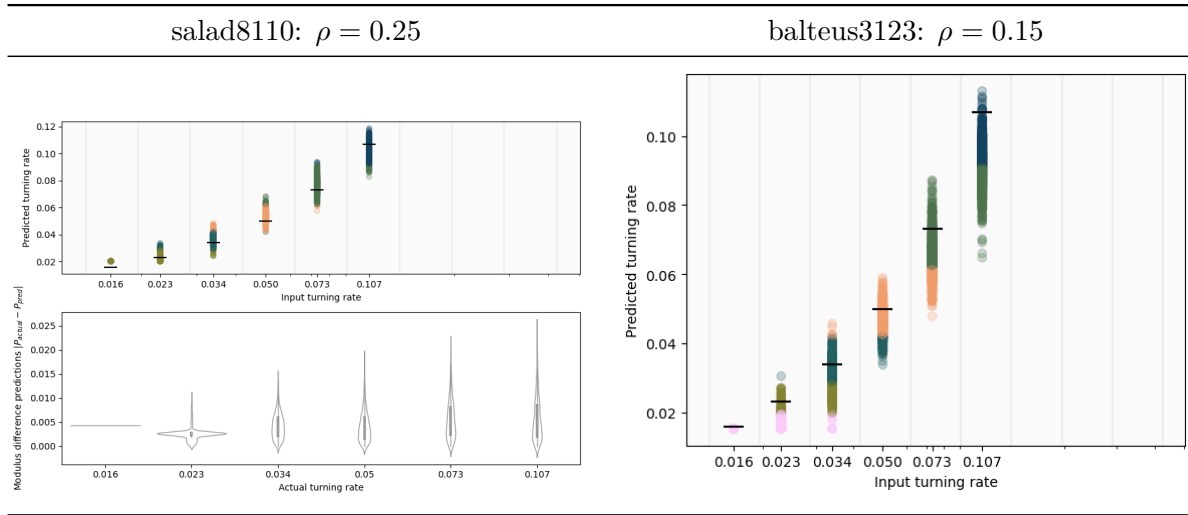 salad8110: ρ = 0.25
balteus3123: ρ = 0.15
0.12
0.10
0.08
0.06
0.04
0.02
Predicted turning rate
0.016 0.023 0.034 0.050 0.073 0.107
Input turning rate
Modulus difference predictions |P_actual − P_pred|
0.025
0.020
0.015
0.010
0.005
0.000
0.016 0.023 0.034 0.05 0.073 0.107
Actual turning rate
Predicted turning rate
0.10
0.08
0.06
0.04
0.02
0.016 0.023 0.034 0.050 0.073 0.107
Input turning rate